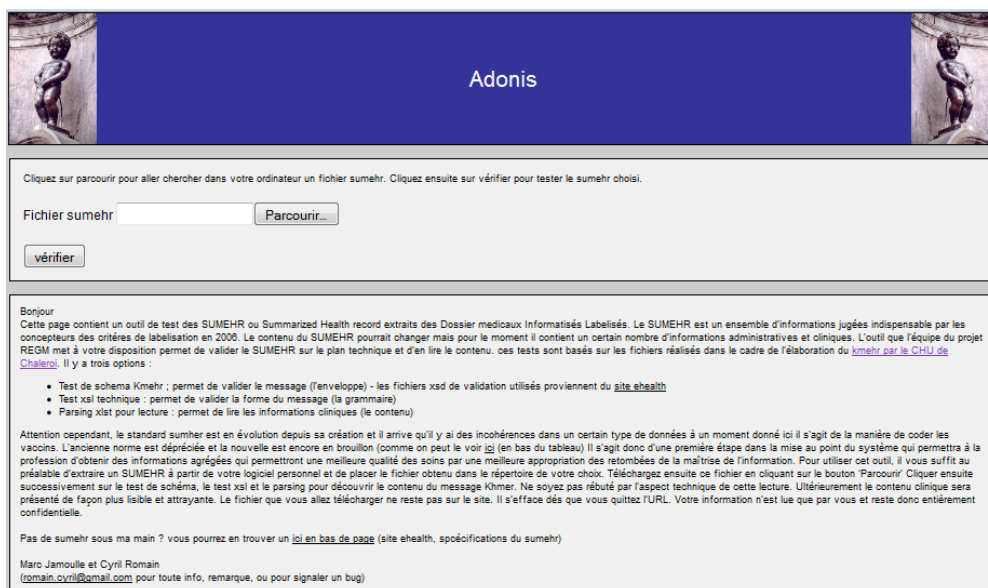 Adonis
Cliquez sur parcourir pour aller chercher dans votre ordinateur un fichier sumehr. Cliquez ensuite sur vérifier pour tester le sumehr choisi.
Fichier sumehr Parcourir...
vérifier
Bonjour
Cette page contient un outil de test des SUMEHR ou Summarized Health record extraits des Dossier medicaux Informatisés Labelisés. Le SUMEHR est un ensemble d'informations jugées indispensable par les
concepteurs des critéres de labelisation en 2006. Le contenu du SUMEHR pourrait changer mais pour le moment il contient un certain nombre d'informations administratives et cliniques. L'outil que l'équipe du projet
REGM met à votre disposition permet de valider le SUMEHR sur le plan technique et d'en lire le contenu. ces tests sont basés sur les fichiers réalisés dans le cadre de l'élaboration du kmehr par le CHU de
Chaleroi. Il y a trois options :
• Test de schema Kmehr ; permet de valider le message (l'enveloppe) - les fichiers xsd de validation utilisés proviennent du site ehealth
• Test xsl technique : permet de valider la forme du message (la grammaire)
• Parsing xlst pour lecture : permet de lire les informations cliniques (le contenu)
Attention cependant, le standard sumher est en évolution depuis sa création et il arrive qu'il y ai des incohérences dans un certain type de données à un moment donné ici il s'agit de la manière de coder les
vaccins. L'ancienne norme est dépréciée et la nouvelle est encore en brouillon (comme on peut le voir ici (en bas du tableau) Il s'agit donc d'une première étape dans la mise au point du système qui permettra à la
profession d'obtenir des informations agrégées qui permettront une meilleure qualité des soins par une meilleure appropriation des retombées de la maîtrise de l'information. Pour utiliser cet outil, il vous suffit au
préalable d'extraire un SUMEHR à partir de votre logiciel personnel et de placer le fichier obtenu dans le répertoire de votre choix. Téléchargez ensuite ce fichier en cliquant sur le bouton 'Parcourir' Cliquer ensuite
successivement sur le test de schéma, le test xsl et le parsing pour découvrir le contenu du message Khmer. Ne soyez pas rébuté par l'aspect technique de cette lecture. Ultérieurement le contenu clinique sera
présenté de façon plus lisible et attrayante. Le fichier que vous allez télécharger ne reste pas sur le site. Il s'efface dés que vous quittez l'URL. Votre information n'est lue que par vous et reste donc entièrement
confidentielle.
Pas de sumehr sous ma main ? vous pourrez en trouver un ici en bas de page (site ehealth, spcécifications du sumehr)
Marc Jamoulle et Cyril Romain
(romain.cyril@gmail.com pour toute info, remarque, ou pour signaler un bug)